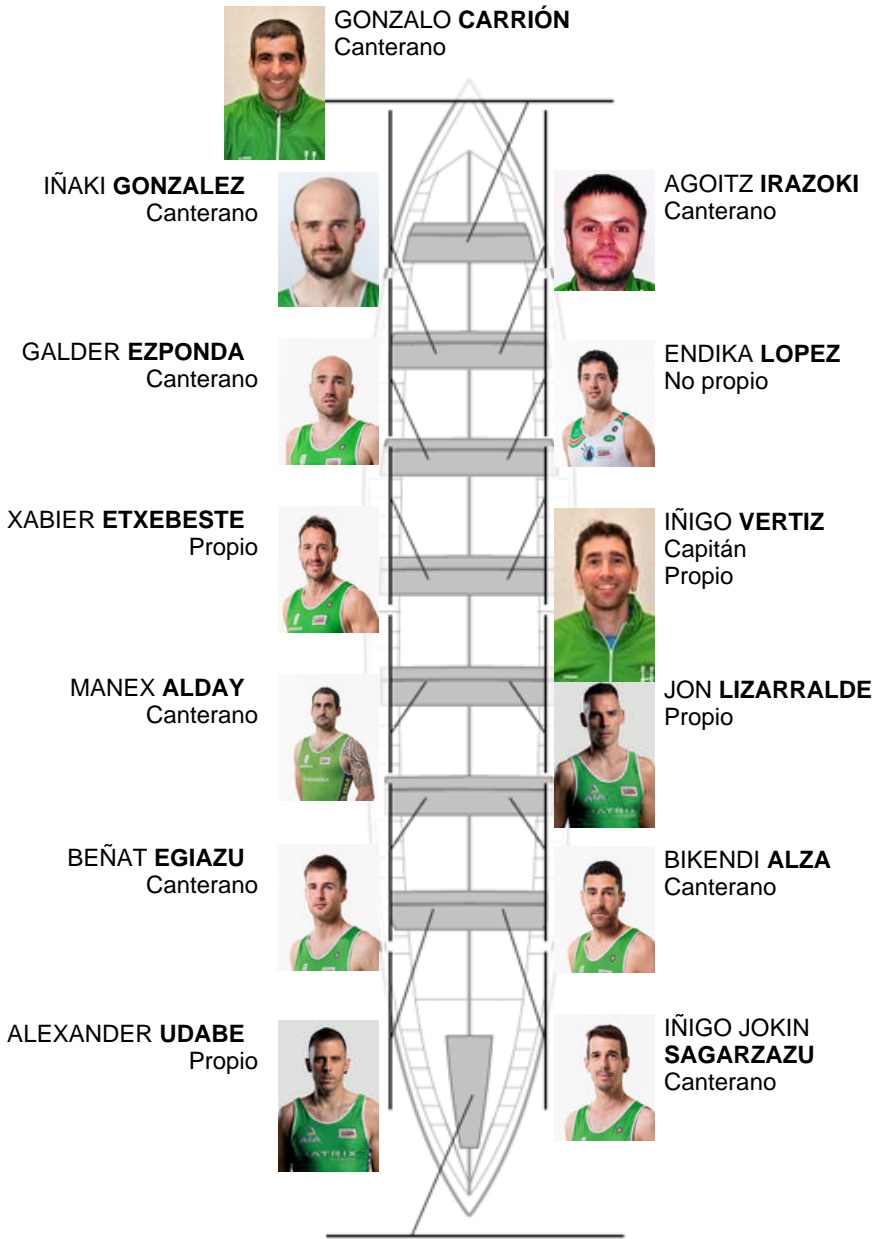 GONZALO CARRIÓN
Canterano
IÑAKI GONZALEZ
Canterano
AGOITZ IRAZOKI
Canterano
GALDER EZPONDA
Canterano
ENDIKA LOPEZ
No propio
XABIER ETXEBESTE
Propio
IÑIGO VERTIZ
Capitán
Propio
MANEX ALDAY
Canterano
JON LIZARRALDE
Propio
BEÑAT EGIAZU
Canterano
BIKENDI ALZA
Canterano
ALEXANDER UDABE
Propio
IÑIGO JOKIN
SAGARZAZU
Canterano
MATRIX
MATRIX